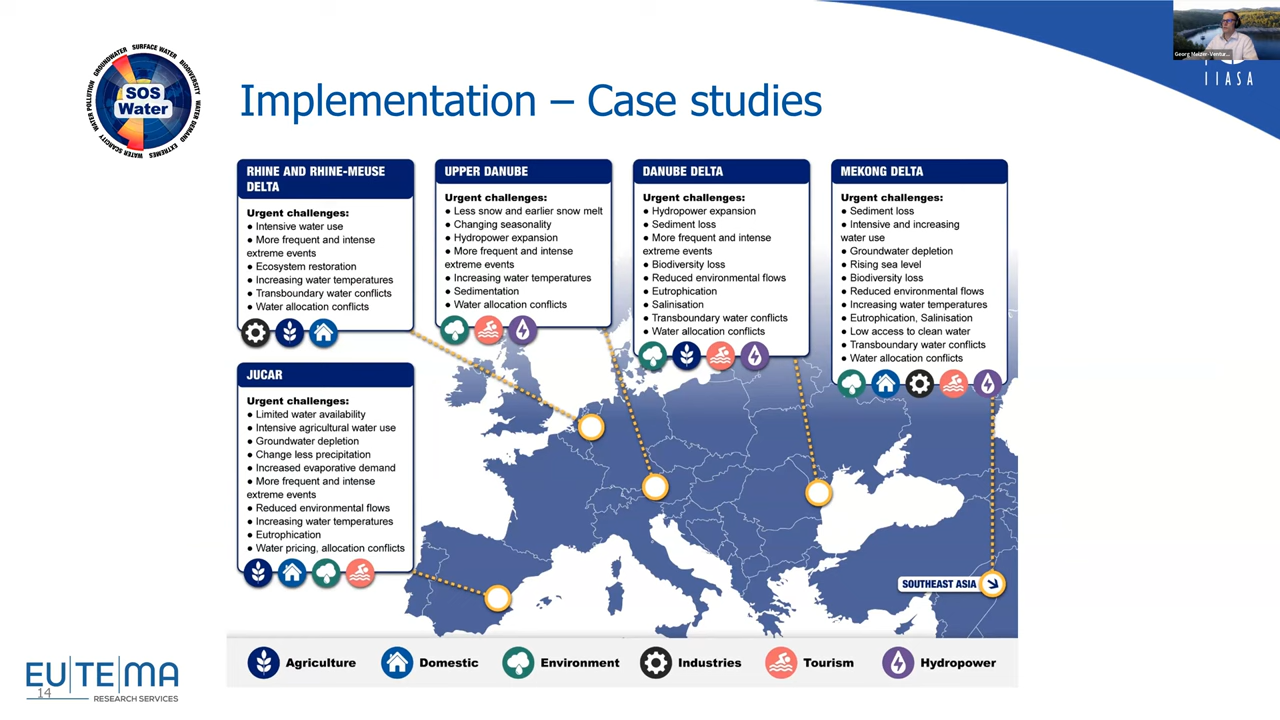 Georg Melzer-Ventur...
IIASA
GROUNDWATER SURFACE WATER BIODIVERSITY WATER DEMAND EXTREMES WATER SCARCITY WATER POLLUTION
SOS
Water
Implementation – Case studies
RHINE AND RHINE-MEUSE
DELTA
Urgent challenges:
● Intensive water use
● More frequent and intense
extreme events
● Ecosystem restoration
● Increasing water temperatures
● Transboundary water conflicts
● Water allocation conflicts
UPPER DANUBE
Urgent challenges:
● Less snow and earlier snow melt
● Changing seasonality
● Hydropower expansion
● More frequent and intense
extreme events
● Increasing water temperatures
● Sedimentation
● Water allocation conflicts
DANUBE DELTA
Urgent challenges:
● Hydropower expansion
● Sediment loss
● More frequent and intense
extreme events
● Biodiversity loss
● Reduced environmental flows
● Eutrophication
● Salinisation
● Transboundary water conflicts
● Water allocation conflicts
MEKONG DELTA
Urgent challenges:
● Sediment loss
● Intensive and increasing
water use
● Groundwater depletion
● Rising sea level
● Biodiversity loss
● Reduced environmental flows
● Increasing water temperatures
● Eutrophication, Salinisation
● Low access to clean water
● Transboundary water conflicts
● Water allocation conflicts
JUCAR
Urgent challenges:
● Limited water availability
● Intensive agricultural water use
● Groundwater depletion
● Change less precipitation
● Increased evaporative demand
● More frequent and intense
extreme events
● Reduced environmental flows
● Increasing water temperatures
● Eutrophication
● Water pricing, allocation conflicts
SOUTHEAST ASIA
Agriculture
Domestic
Environment
Industries
Tourism
Hydropower
EU|TE|MA
14
RESEARCH SERVICES